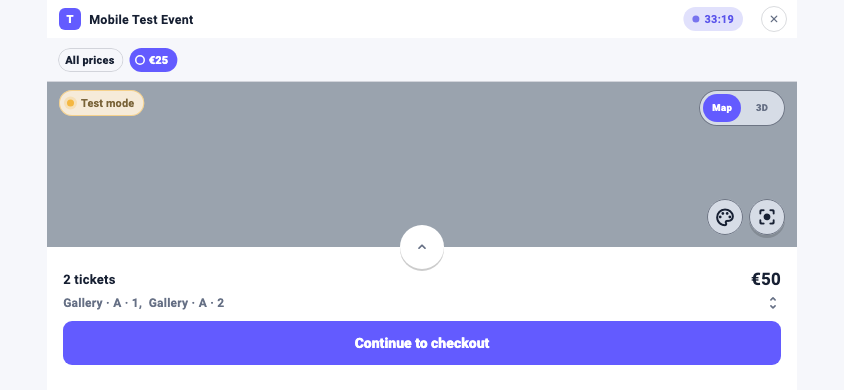 T Mobile Test Event 33:19
All prices €25
Test mode Map 3D
2 tickets €50
Gallery · A · 1, Gallery · A · 2
Continue to checkout